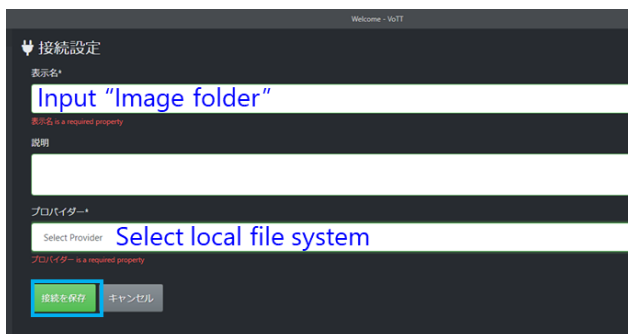 Welcome - VoTT
接続設定
表示名*
Input “Image folder”
表示名 is a required property
説明
プロバイダー*
Select Provider Select local file system
プロバイダー is a required property
接続を保存 キャンセル